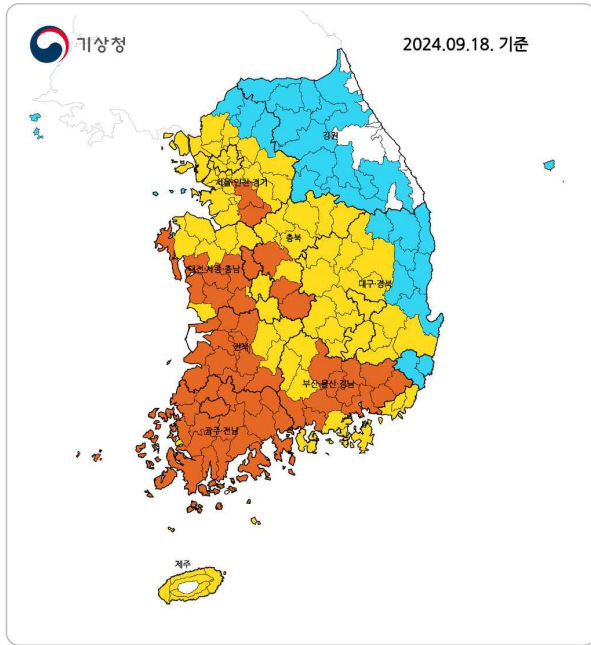 기상청
2024.09.18. 기준
강원
서울·인천·경기
충북
대전·세종·충남
대구·경북
전북
부산·울산·경남
광주·전남
제주